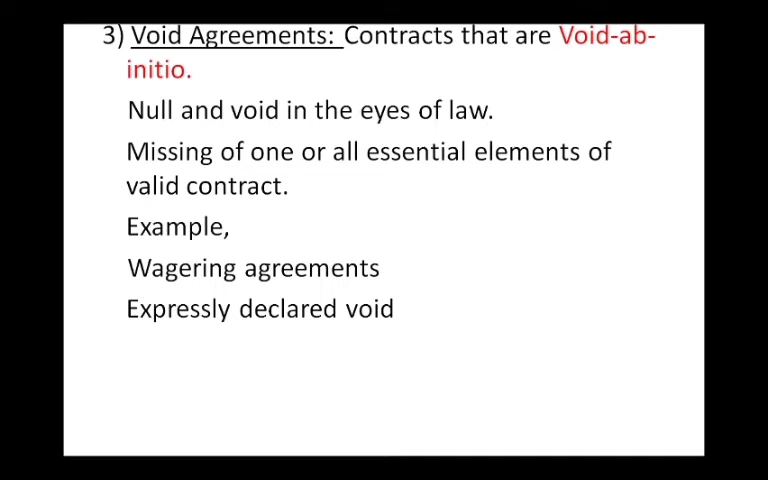 3) Void Agreements: Contracts that are Void-ab-
initio.
Null and void in the eyes of law.
Missing of one or all essential elements of
valid contract.
Example,
Wagering agreements
Expressly declared void